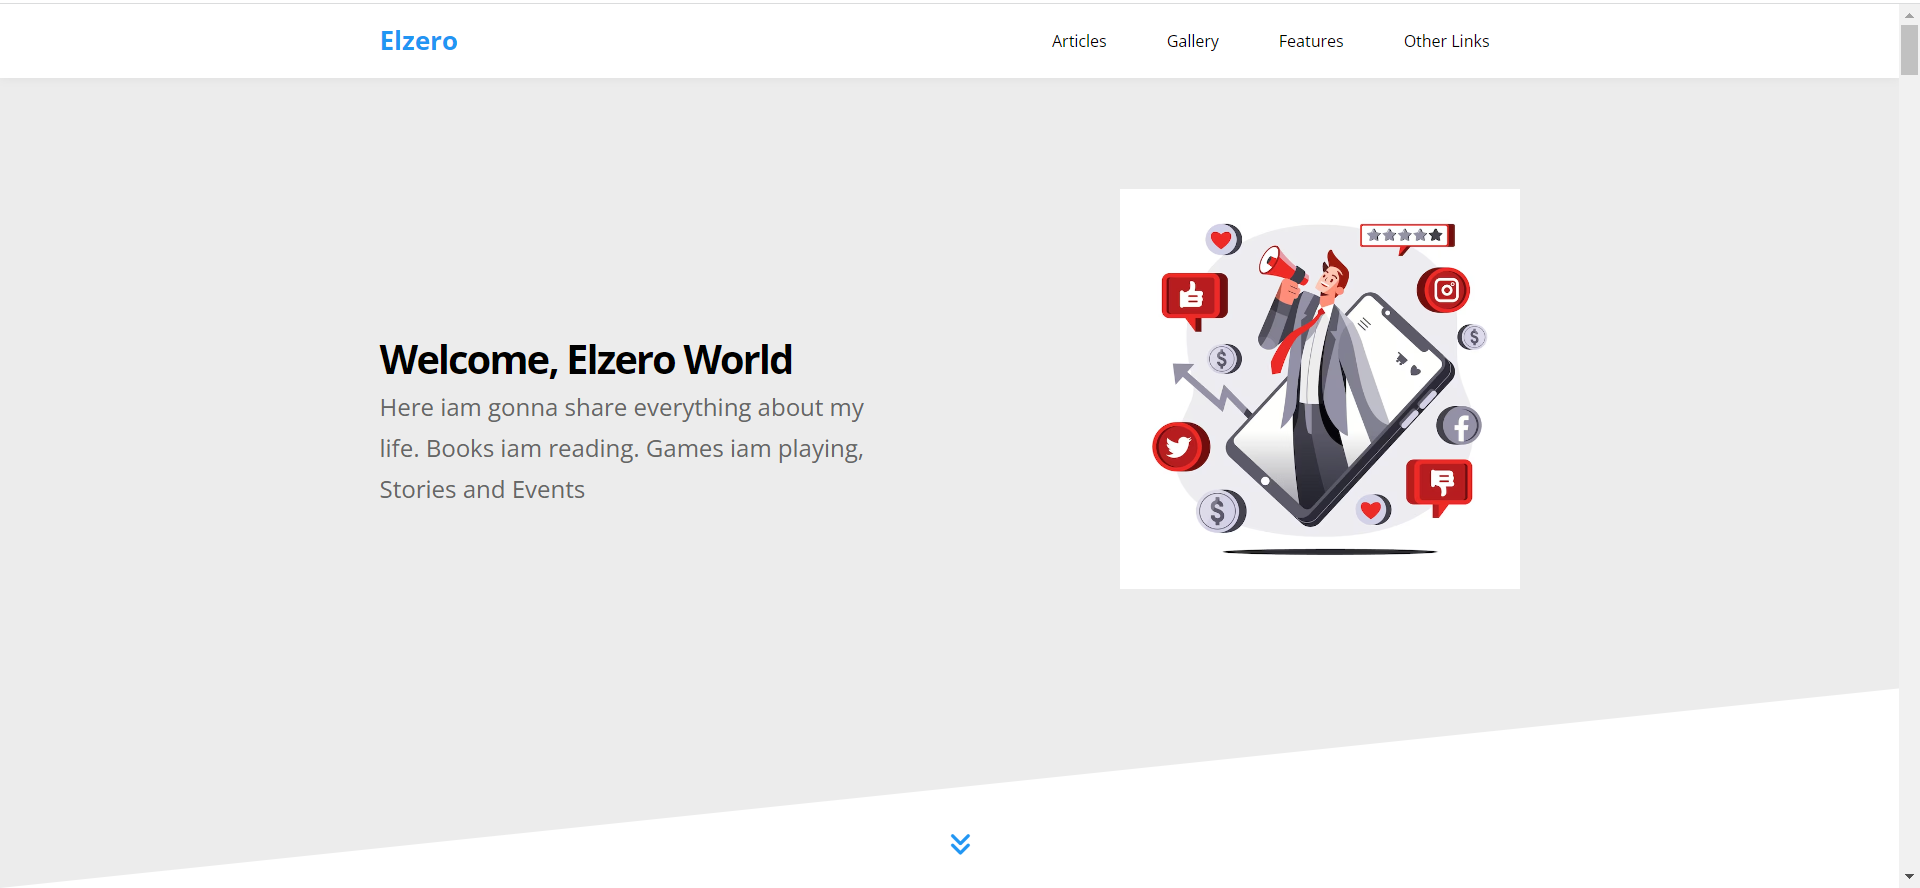 Elzero
Articles
Gallery
Features
Other Links
Welcome, Elzero World
Here iam gonna share everything about my
life. Books iam reading. Games iam playing,
Stories and Events